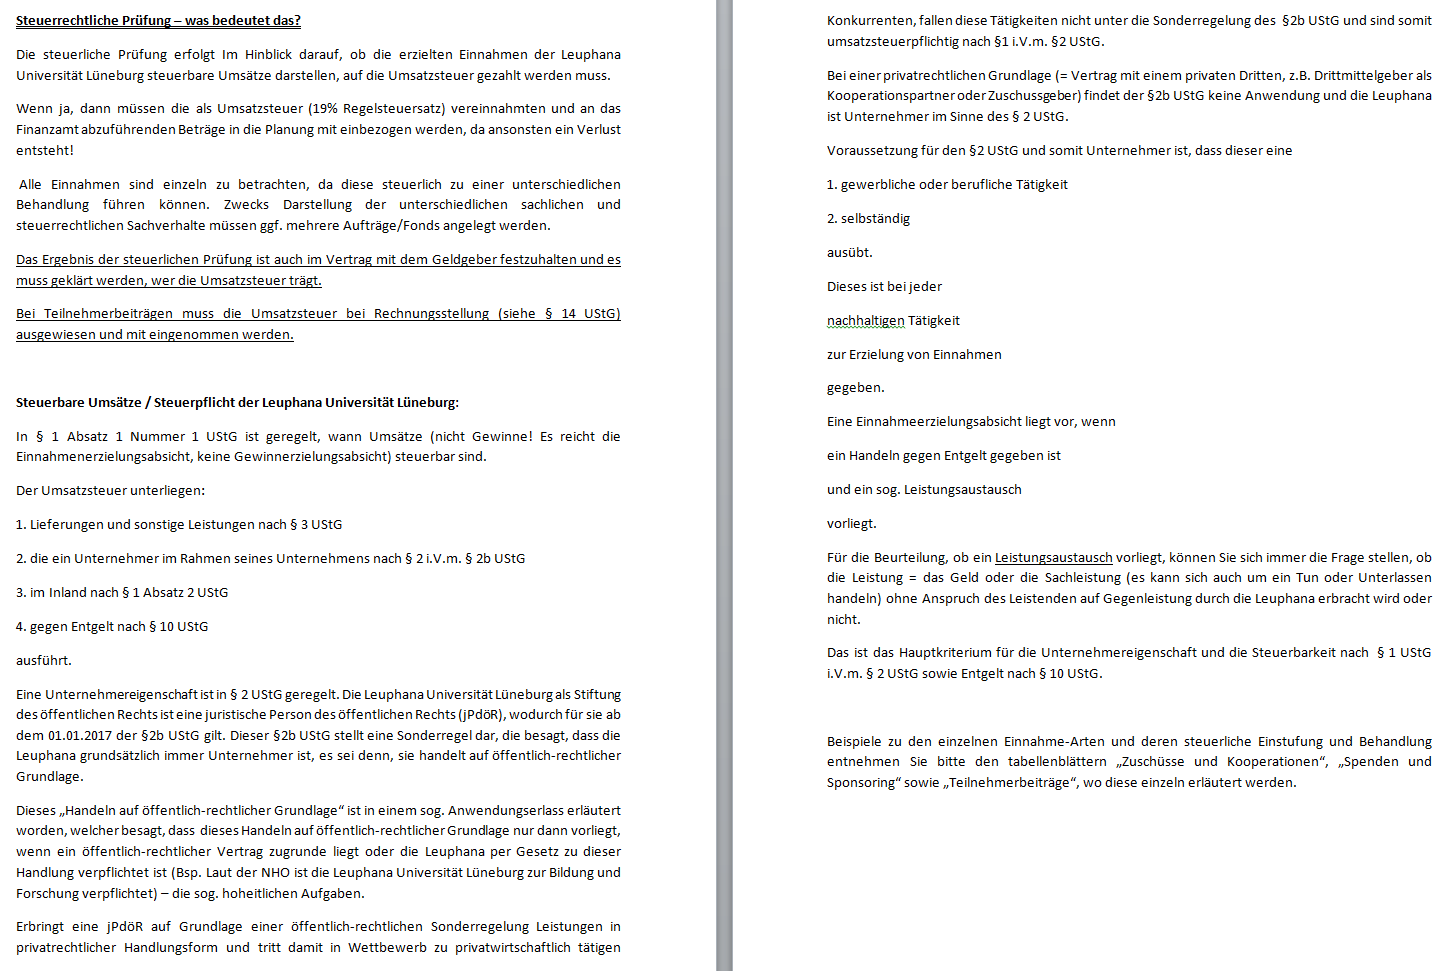 Steuerrechtliche Prüfung – was bedeutet das?
Die steuerliche Prüfung erfolgt Im Hinblick darauf, ob die erzielten Einnahmen der Leuphana
Universität Lüneburg steuerbare Umsätze darstellen, auf die Umsatzsteuer gezahlt werden muss.
Wenn ja, dann müssen die als Umsatzsteuer (19% Regelsteuersatz) vereinnahmten und an das
Finanzamt abzuführenden Beträge in die Planung mit einbezogen werden, da ansonsten ein Verlust
entsteht!
Alle Einnahmen sind einzeln zu betrachten, da diese steuerlich zu einer unterschiedlichen
Behandlung führen können. Zwecks Darstellung der unterschiedlichen sachlichen und
steuerrechtlichen Sachverhalte müssen ggf. mehrere Aufträge/Fonds angelegt werden.
Das Ergebnis der steuerlichen Prüfung ist auch im Vertrag mit dem Geldgeber festzuhalten und es
muss geklärt werden, wer die Umsatzsteuer trägt.
Bei Teilnehmerbeiträgen muss die Umsatzsteuer bei Rechnungsstellung (siehe § 14 UStG)
ausgewiesen und mit eingenommen werden.
Steuerbare Umsätze / Steuerpflicht der Leuphana Universität Lüneburg:
In § 1 Absatz 1 Nummer 1 UStG ist geregelt, wann Umsätze (nicht Gewinne! Es reicht die
Einnahmenerzielungsabsicht, keine Gewinnerzielungsabsicht) steuerbar sind.
Der Umsatzsteuer unterliegen:
1. Lieferungen und sonstige Leistungen nach § 3 UStG
2. die ein Unternehmer im Rahmen seines Unternehmens nach § 2 i.V.m. § 2b UStG
3. im Inland nach § 1 Absatz 2 UStG
4. gegen Entgelt nach § 10 UStG
ausführt.
Eine Unternehmereigenschaft ist in § 2 UStG geregelt. Die Leuphana Universität Lüneburg als Stiftung
des öffentlichen Rechts ist eine juristische Person des öffentlichen Rechts (jPdöR), wodurch für sie ab
dem 01.01.2017 der §2b UStG gilt. Dieser §2b UStG stellt eine Sonderregel dar, die besagt, dass die
Leuphana grundsätzlich immer Unternehmer ist, es sei denn, sie handelt auf öffentlich-rechtlicher
Grundlage.
Dieses „Handeln auf öffentlich-rechtlicher Grundlage“ ist in einem sog. Anwendungserlass erläutert
worden, welcher besagt, dass dieses Handeln auf öffentlich-rechtlicher Grundlage nur dann vorliegt,
wenn ein öffentlich-rechtlicher Vertrag zugrunde liegt oder die Leuphana per Gesetz zu dieser
Handlung verpflichtet ist (Bsp. Laut der NHO ist die Leuphana Universität Lüneburg zur Bildung und
Forschung verpflichtet) – die sog. hoheitlichen Aufgaben.
Erbringt eine jPdöR auf Grundlage einer öffentlich-rechtlichen Sonderregelung Leistungen in
privatrechtlicher Handlungsform und tritt damit in Wettbewerb zu privatwirtschaftlich tätigen
Konkurrenten, fallen diese Tätigkeiten nicht unter die Sonderregelung des §2b UStG und sind somit
umsatzsteuerpflichtig nach §1 i.V.m. §2 UStG.
Bei einer privatrechtlichen Grundlage (= Vertrag mit einem privaten Dritten, z.B. Drittmittelgeber als
Kooperationspartner oder Zuschussgeber) findet der §2b UStG keine Anwendung und die Leuphana
ist Unternehmer im Sinne des § 2 UStG.
Voraussetzung für den §2 UStG und somit Unternehmer ist, dass dieser eine
1. gewerbliche oder berufliche Tätigkeit
2. selbständig
ausübt.
Dieses ist bei jeder
nachhaltigen Tätigkeit
zur Erzielung von Einnahmen
gegeben.
Eine Einnahmeerzielungsabsicht liegt vor, wenn
ein Handeln gegen Entgelt gegeben ist
und ein sog. Leistungsaustausch
vorliegt.
Für die Beurteilung, ob ein Leistungsaustausch vorliegt, können Sie sich immer die Frage stellen, ob
die Leistung = das Geld oder die Sachleistung (es kann sich auch um ein Tun oder Unterlassen
handeln) ohne Anspruch des Leistenden auf Gegenleistung durch die Leuphana erbracht wird oder
nicht.
Das ist das Hauptkriterium für die Unternehmereigenschaft und die Steuerbarkeit nach § 1 UStG
i.V.m. § 2 UStG sowie Entgelt nach § 10 UStG.
Beispiele zu den einzelnen Einnahme-Arten und deren steuerliche Einstufung und Behandlung
entnehmen Sie bitte den tabellenblättern „Zuschüsse und Kooperationen“, „Spenden und
Sponsoring“ sowie „Teilnehmerbeiträge“, wo diese einzeln erläutert werden.